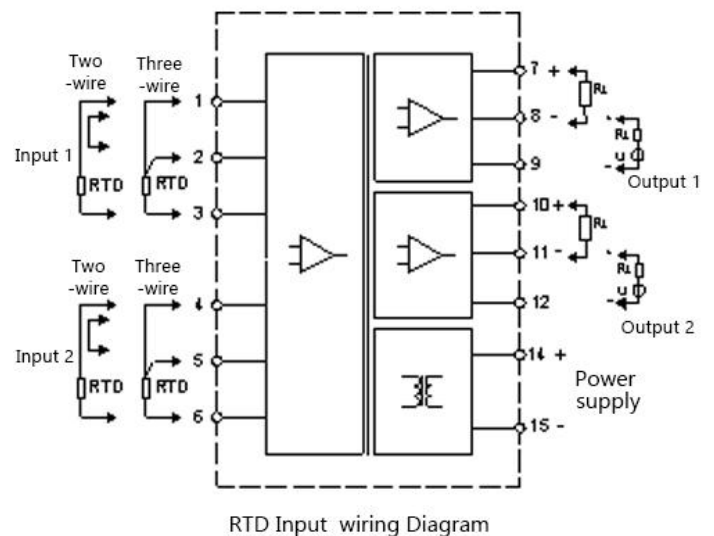 Two
-wire
Three
-wire
Input 1
RTD
RTD
1
2
3
Two
-wire
Three
-wire
Input 2
RTD
RTD
4
5
6
7 +
8 -
9
RL
RL
U
Output 1
10 +
11 -
12
RL
RL
U
Output 2
14 +
15 -
Power
supply
RTD Input wiring Diagram